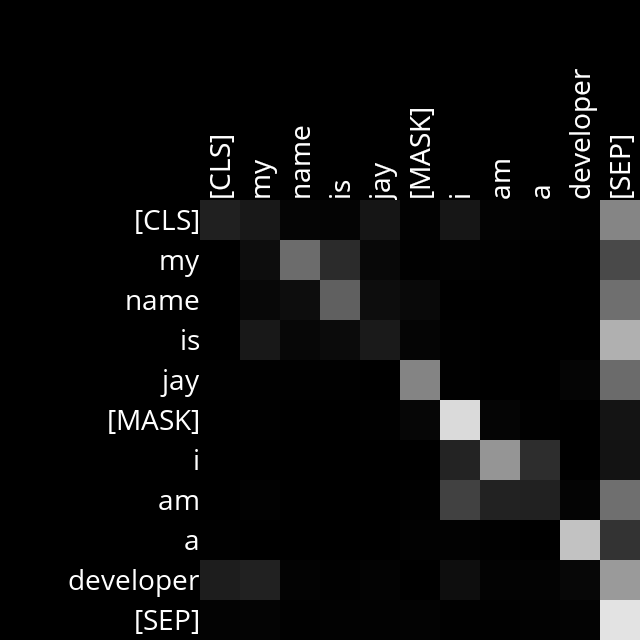 [CLS] my name is jay [MASK] i am a developer [SEP]
[CLS]
my
name
is
jay
[MASK]
i
am
a
developer
[SEP]